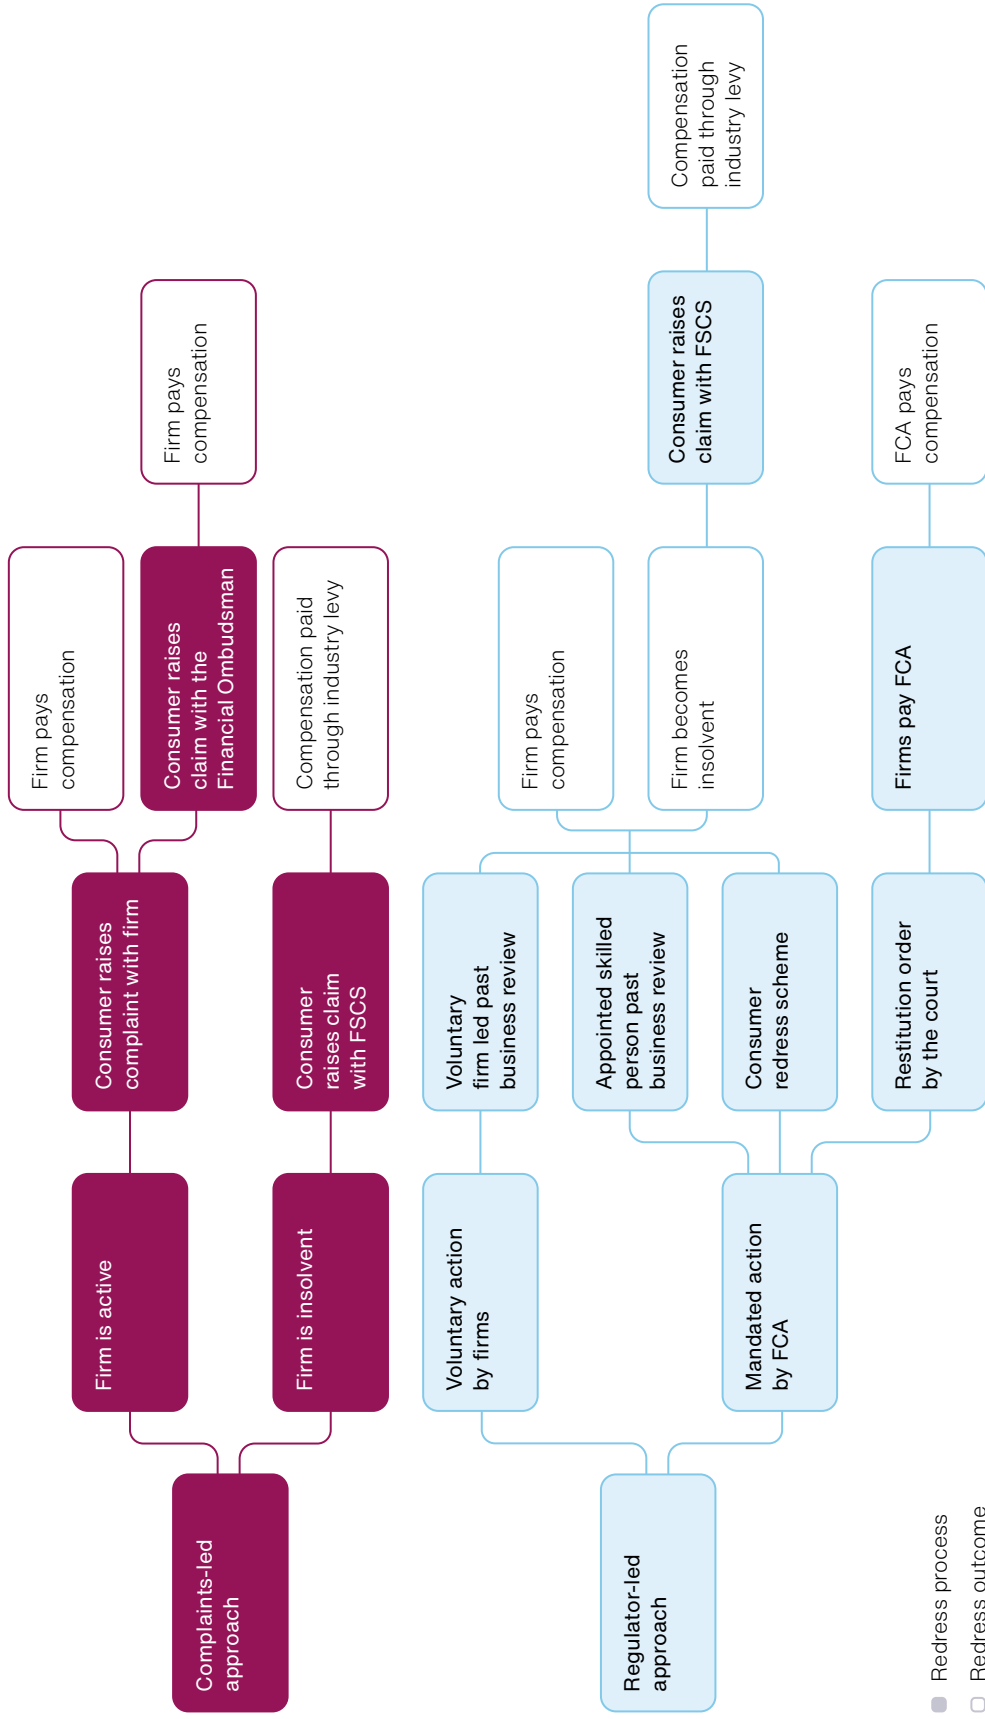 Complaints-led
approach
Firm is active
Consumer raises
complaint with firm
Firm pays
compensation
Consumer raises
claim with the
Financial Ombudsman
Firm pays
compensation
Firm is insolvent
Consumer
raises claim
with FSCS
Compensation paid
through industry levy
Regulator-led
approach
Voluntary action
by firms
Voluntary
firm led past
business review
Mandated action
by FCA
Appointed skilled
person past
business review
Consumer
redress scheme
Firm pays
compensation
Firm becomes
insolvent
Consumer raises
claim with FSCS
Compensation
paid through
industry levy
Restitution order
by the court
Firms pay FCA
FCA pays
compensation
Redress process
Redress outcome